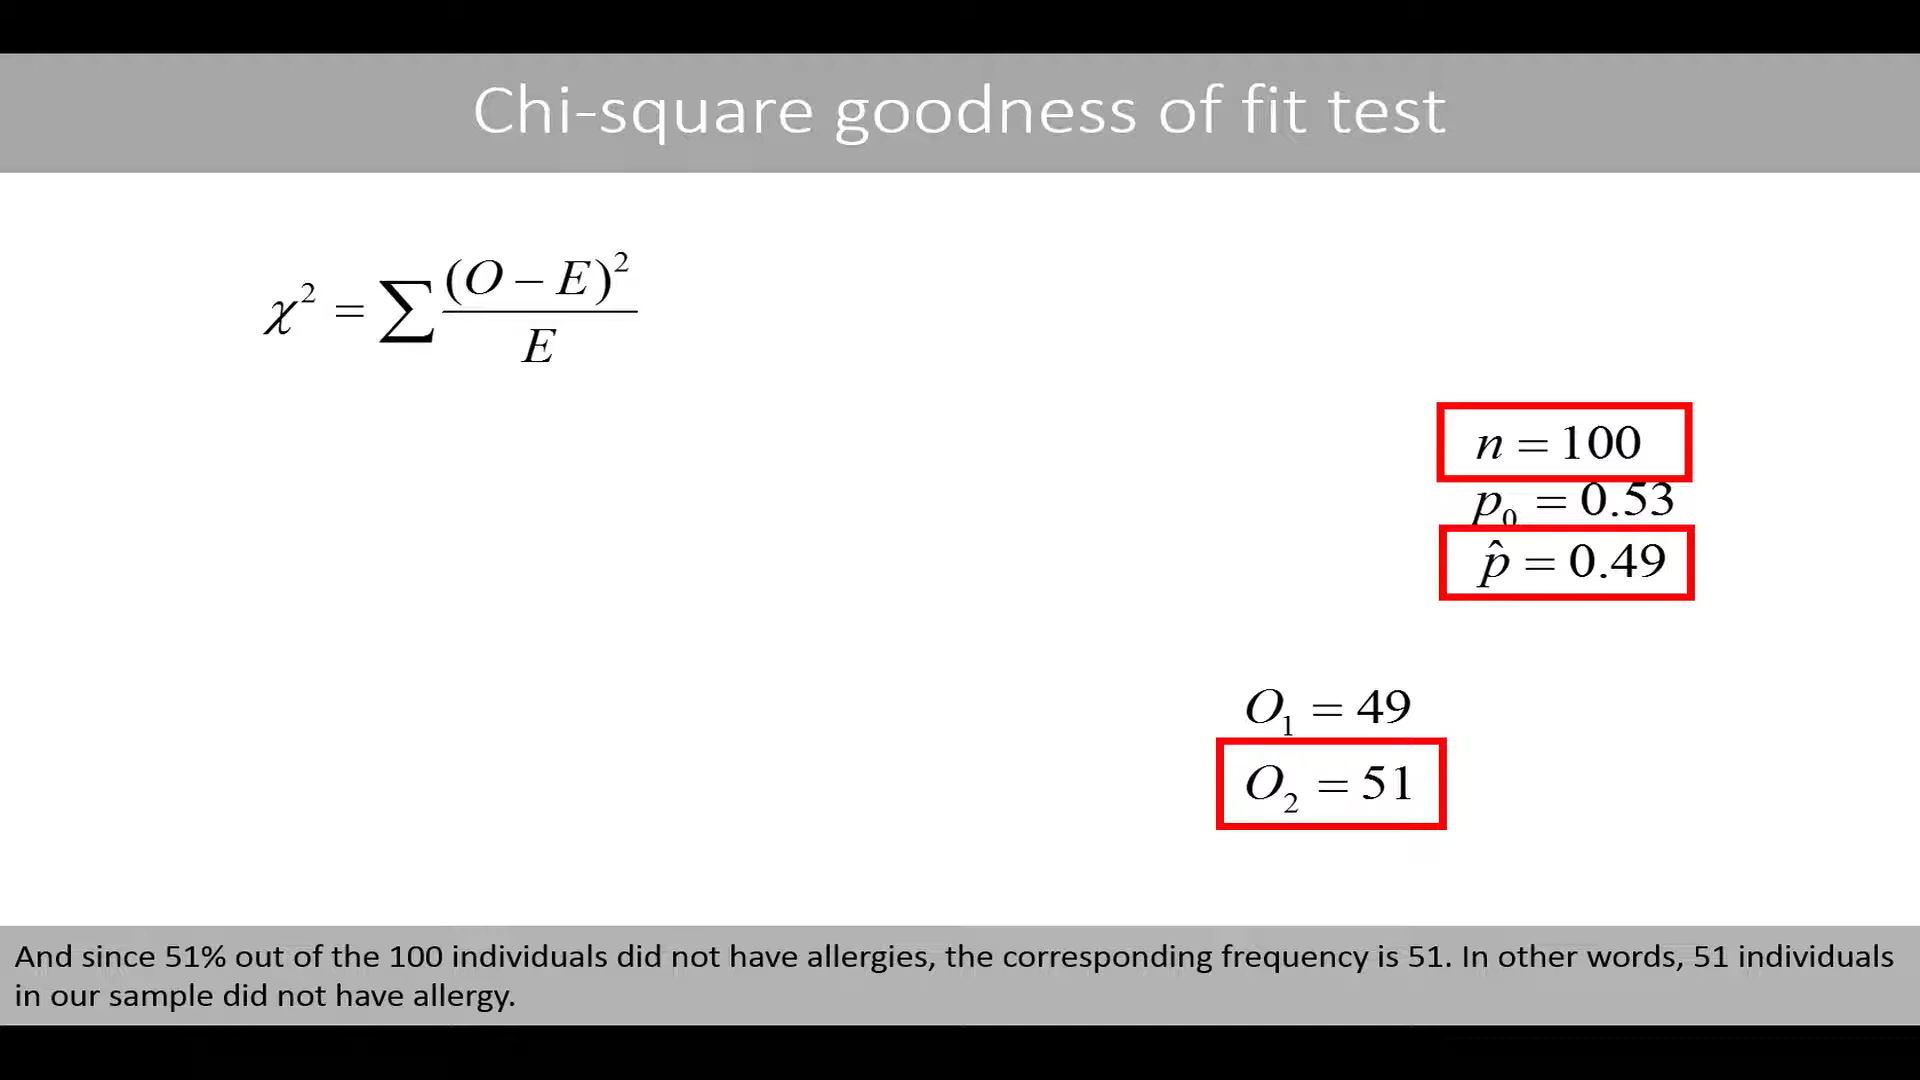 Chi-square goodness of fit test
χ² = ∑ (O − E)² / E
n = 100
p₀ = 0.53
p̂ = 0.49
O₁ = 49
O₂ = 51
And since 51% out of the 100 individuals did not have allergies, the corresponding frequency is 51. In other words, 51 individuals
in our sample did not have allergy.